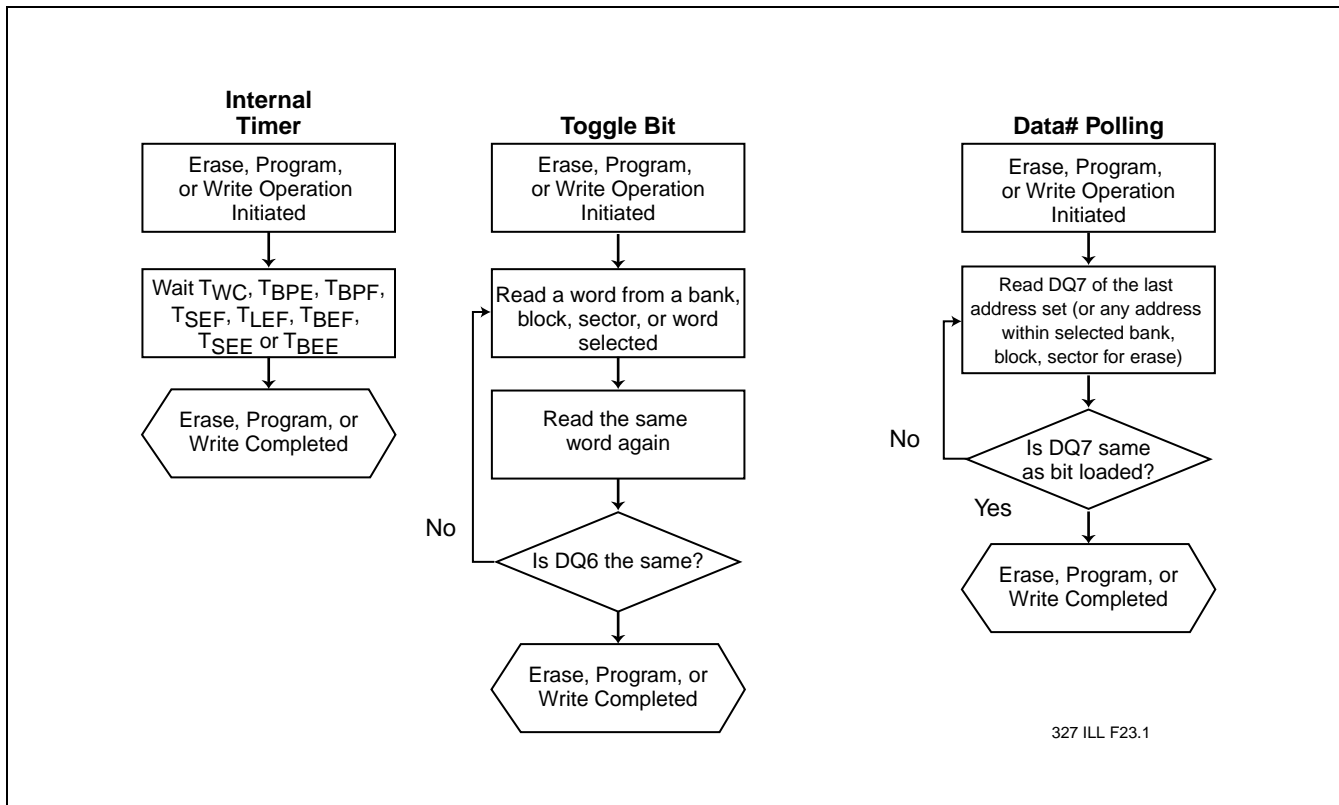 Internal
Timer
Erase, Program,
or Write Operation
Initiated
Wait TWC, TBPE, TBPF,
TSEF, TLEF, TBEF,
TSEE or TBEE
Erase, Program, or
Write Completed
Toggle Bit
Erase, Program,
or Write Operation
Initiated
Read a word from a bank,
block, sector, or word
selected
Read the same
word again
No
Is DQ6 the same?
Erase, Program, or
Write Completed
Data# Polling
Erase, Program,
or Write Operation
Initiated
Read DQ7 of the last
address set (or any address
within selected bank,
block, sector for erase)
No
Is DQ7 same
as bit loaded?
Yes
Erase, Program, or
Write Completed
327 ILL F23.1